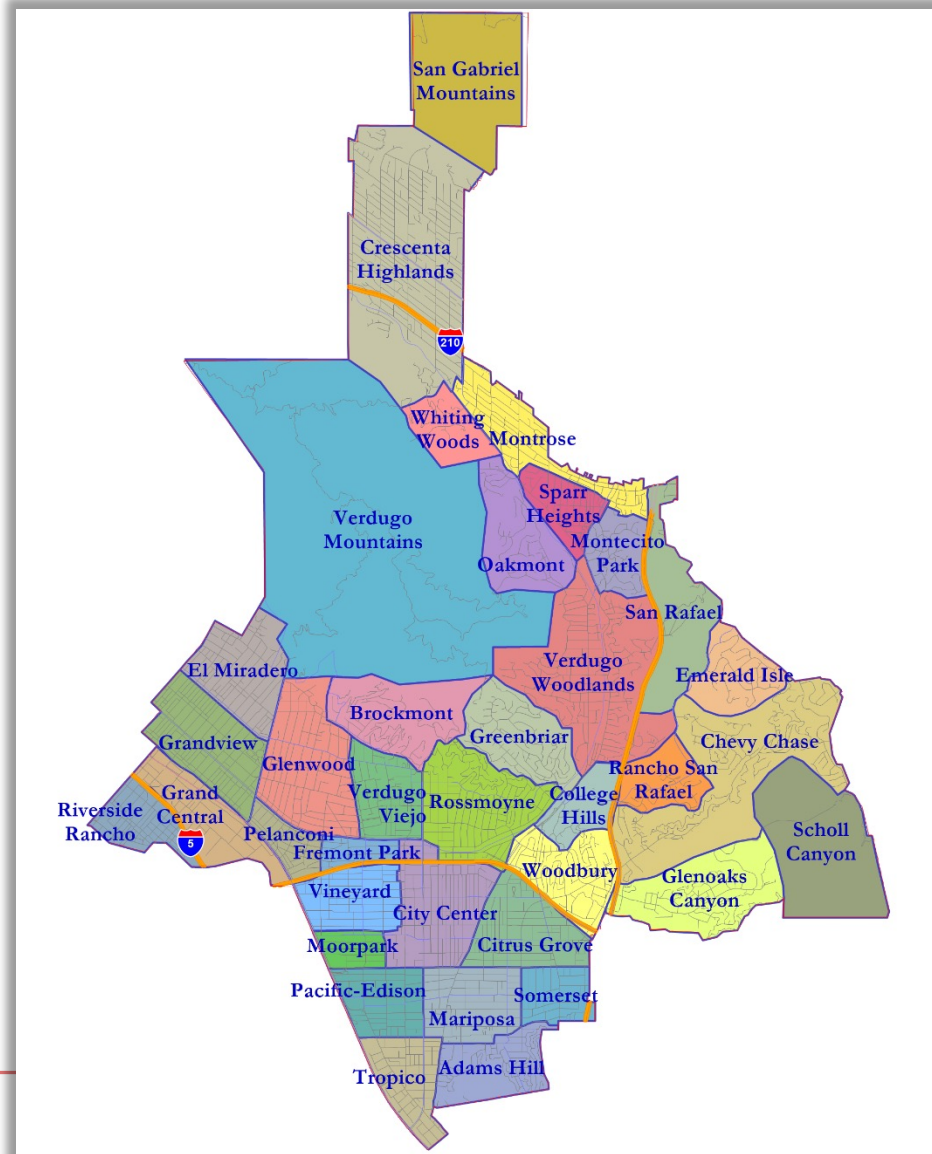 San Gabriel
Mountains
Crescenta
Highlands
210
Whiting
Woods
Montrose
Sparr
Heights
Verdugo
Mountains
Oakmont
Montecito
Park
San Rafael
El Miradero
Verdugo
Woodlands
Emerald Isle
Brockmont
Greenbriar
Chevy Chase
Grandview
Glenwood
Rancho San
Rafael
Verdugo
Viejo
Rossmoyne
College
Hills
Riverside
Rancho
Grand
Central
5
Pelanconi
Fremont Park
Scholl
Canyon
Woodbury
Glenoaks
Canyon
Vineyard
City Center
Moorpark
Citrus Grove
Pacific-Edison
Mariposa
Somerset
Tropico
Adams Hill